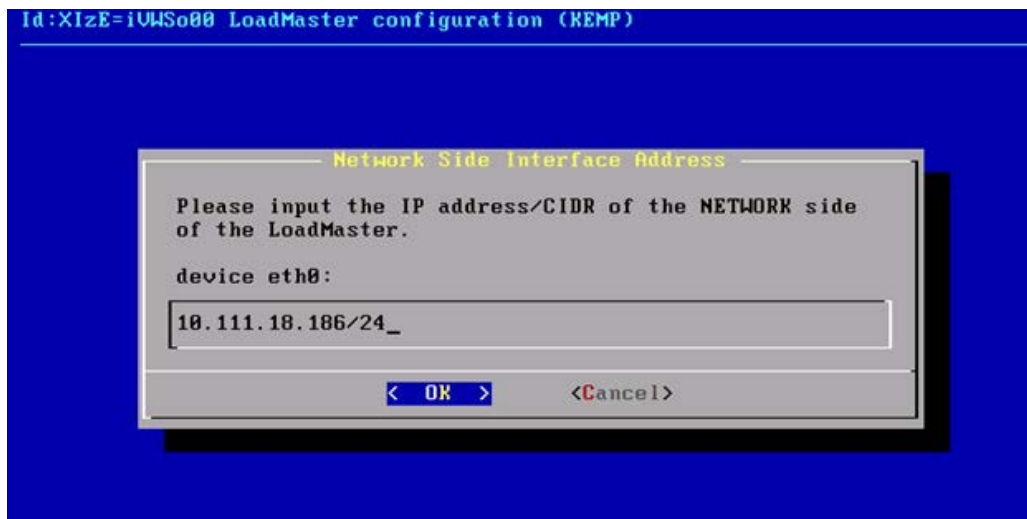 Id:XIzE=iVWSo00 LoadMaster configuration (KEMP)
Network Side Interface Address
Please input the IP address/CIDR of the NETWORK side
of the LoadMaster.
device eth0:
10.111.18.186/24_
< OK > <Cancel>